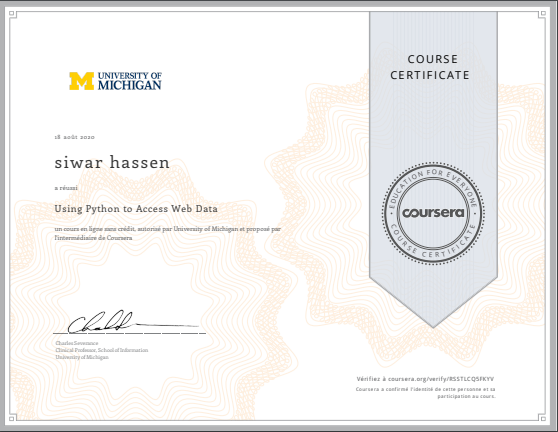 UNIVERSITY OF
MICHIGAN
COURSE
CERTIFICATE
18 août 2020
siwar hassen
a réussi
Using Python to Access Web Data
un cours en ligne sans crédit, autorisé par University of Michigan et proposé par
l'intermédiaire de Coursera
EDUCATION FOR EVERYONE
coursera
COURSE CERTIFICATE
Charles Severance
Clinical Professor, School of Information
University of Michigan
Vérifiez à coursera.org/verify/RSSTLCQSPKYV
Coursera a confirmé l'identité de cette personne et sa
participation au cours.